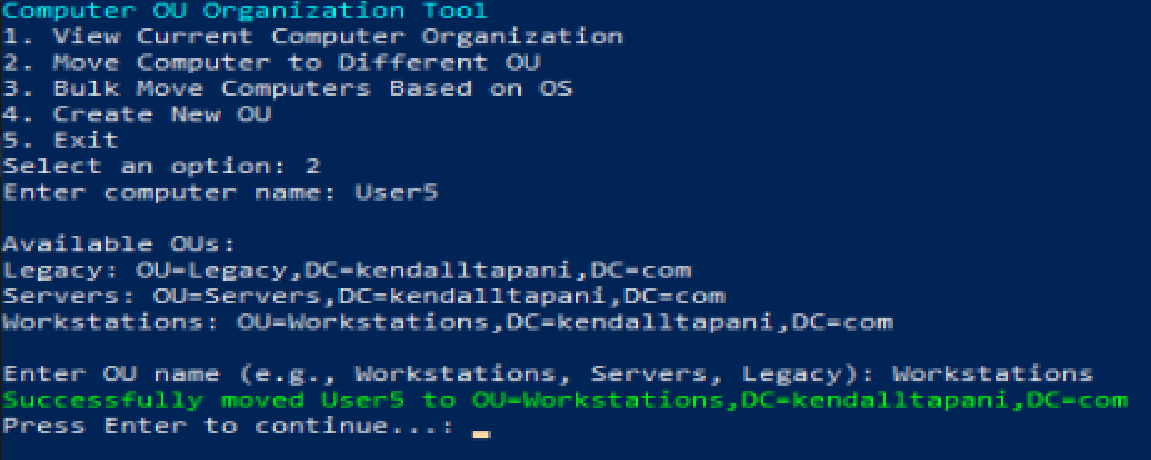 Computer OU Organization Tool
1. View Current Computer Organization
2. Move Computer to Different OU
3. Bulk Move Computers Based on OS
4. Create New OU
5. Exit
Select an option: 2
Enter computer name: User5
Available OUs:
Legacy: OU=Legacy,DC=kendalltapani,DC=com
Servers: OU=Servers,DC=kendalltapani,DC=com
Workstations: OU=Workstations,DC=kendalltapani,DC=com
Enter OU name (e.g., Workstations, Servers, Legacy): Workstations
Successfully moved User5 to OU=Workstations,DC=kendalltapani,DC=com
Press Enter to continue...: